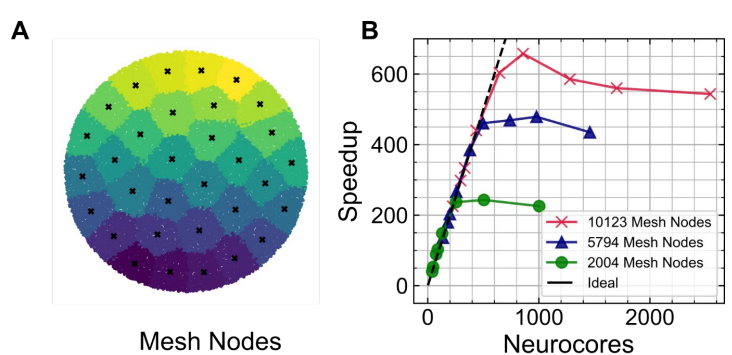 A
Mesh Nodes
B
Speedup
600
400
200
0
10123 Mesh Nodes
5794 Mesh Nodes
2004 Mesh Nodes
Ideal
0 1000 2000
Neurocores